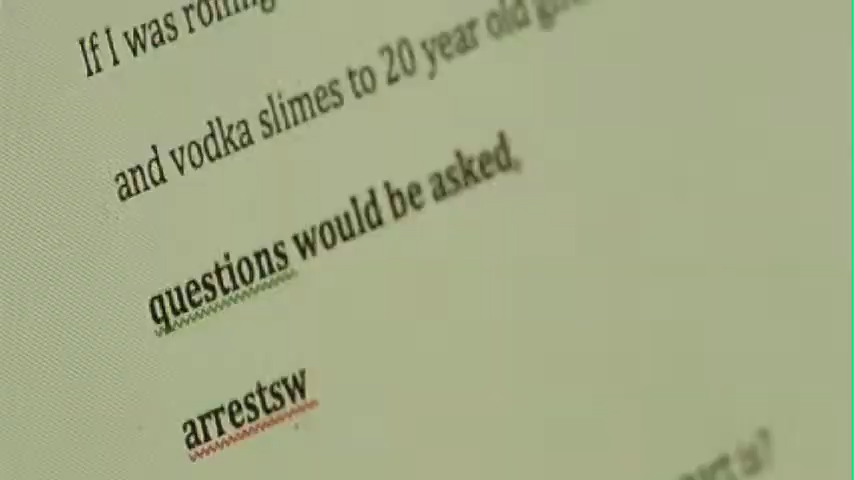 If I was
and vodka slimes to 20 year old
questions would be asked,
arrestsw